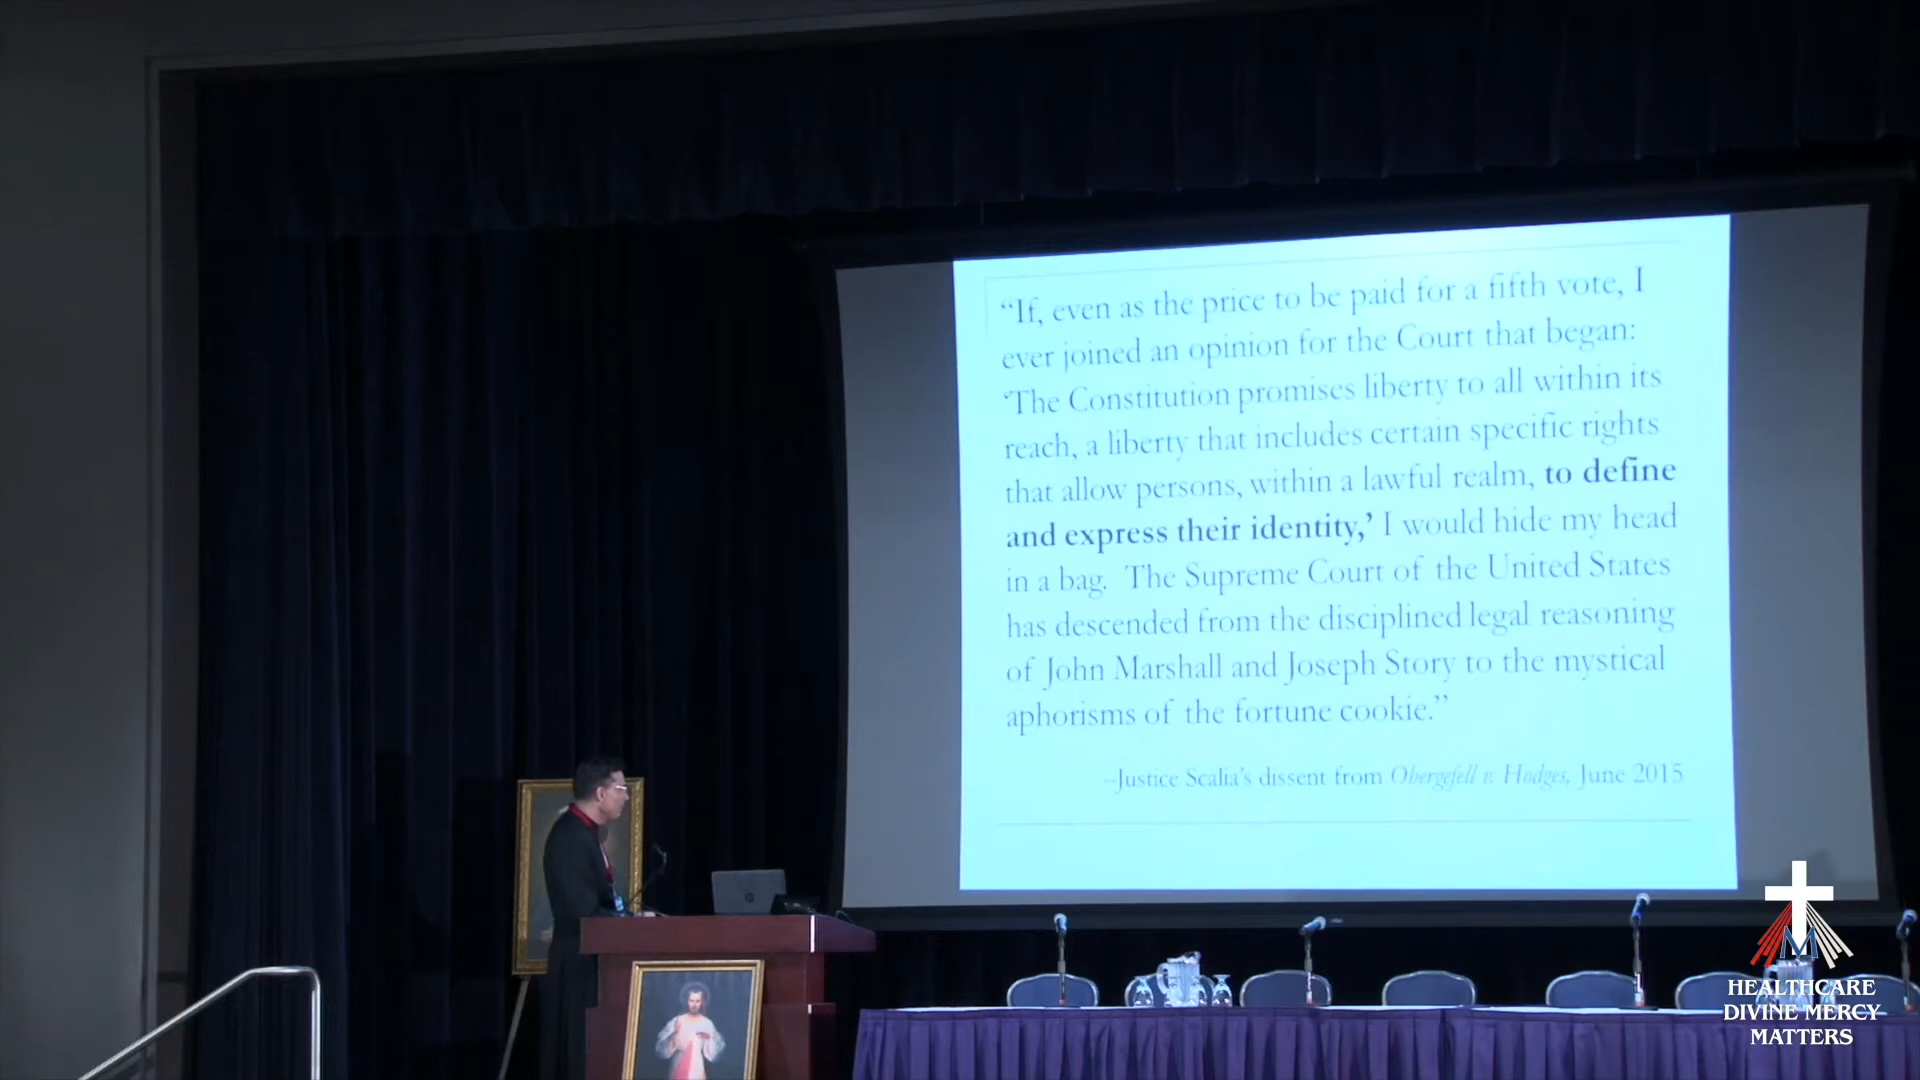 “If, even as the price to be paid for a fifth vote, I
ever joined an opinion for the Court that began:
‘The Constitution promises liberty to all within its
reach, a liberty that includes certain specific rights
that allow persons, within a lawful realm, to define
and express their identity,’ I would hide my head
in a bag. The Supreme Court of the United States
has descended from the disciplined legal reasoning
of John Marshall and Joseph Story to the mystical
aphorisms of the fortune cookie.”
–Justice Scalia’s dissent from Obergefell v. Hodges, June 2015
M
HEALTHCARE
DIVINE MERCY
MATTERS